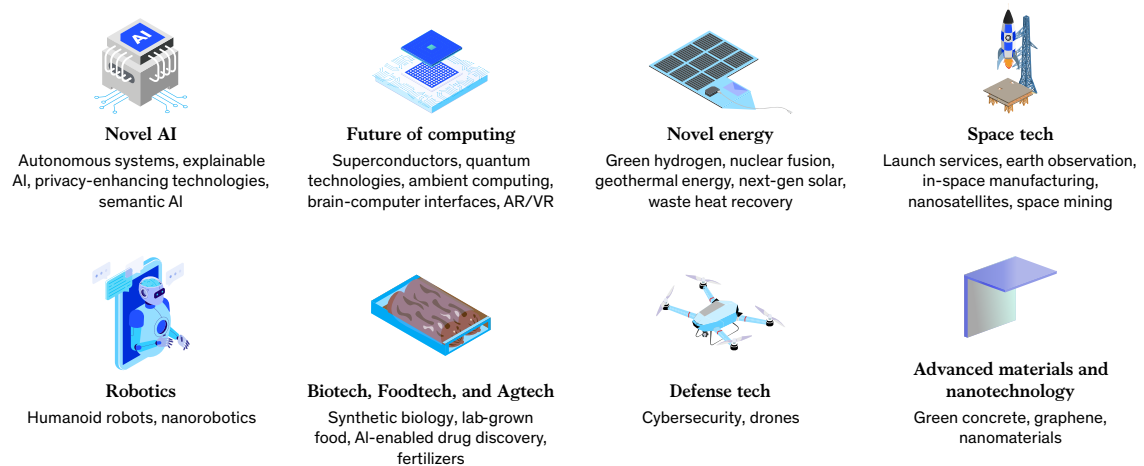 AI
Novel AI
Autonomous systems, explainable
AI, privacy-enhancing technologies,
semantic AI
Future of computing
Superconductors, quantum
technologies, ambient computing,
brain-computer interfaces, AR/VR
Novel energy
Green hydrogen, nuclear fusion,
geothermal energy, next-gen solar,
waste heat recovery
Space tech
Launch services, earth observation,
in-space manufacturing,
nanosatellites, space mining
Robotics
Humanoid robots, nanorobotics
Biotech, Foodtech, and Agtech
Synthetic biology, lab-grown
food, AI-enabled drug discovery,
fertilizers
Defense tech
Cybersecurity, drones
Advanced materials and
nanotechnology
Green concrete, graphene,
nanomaterials